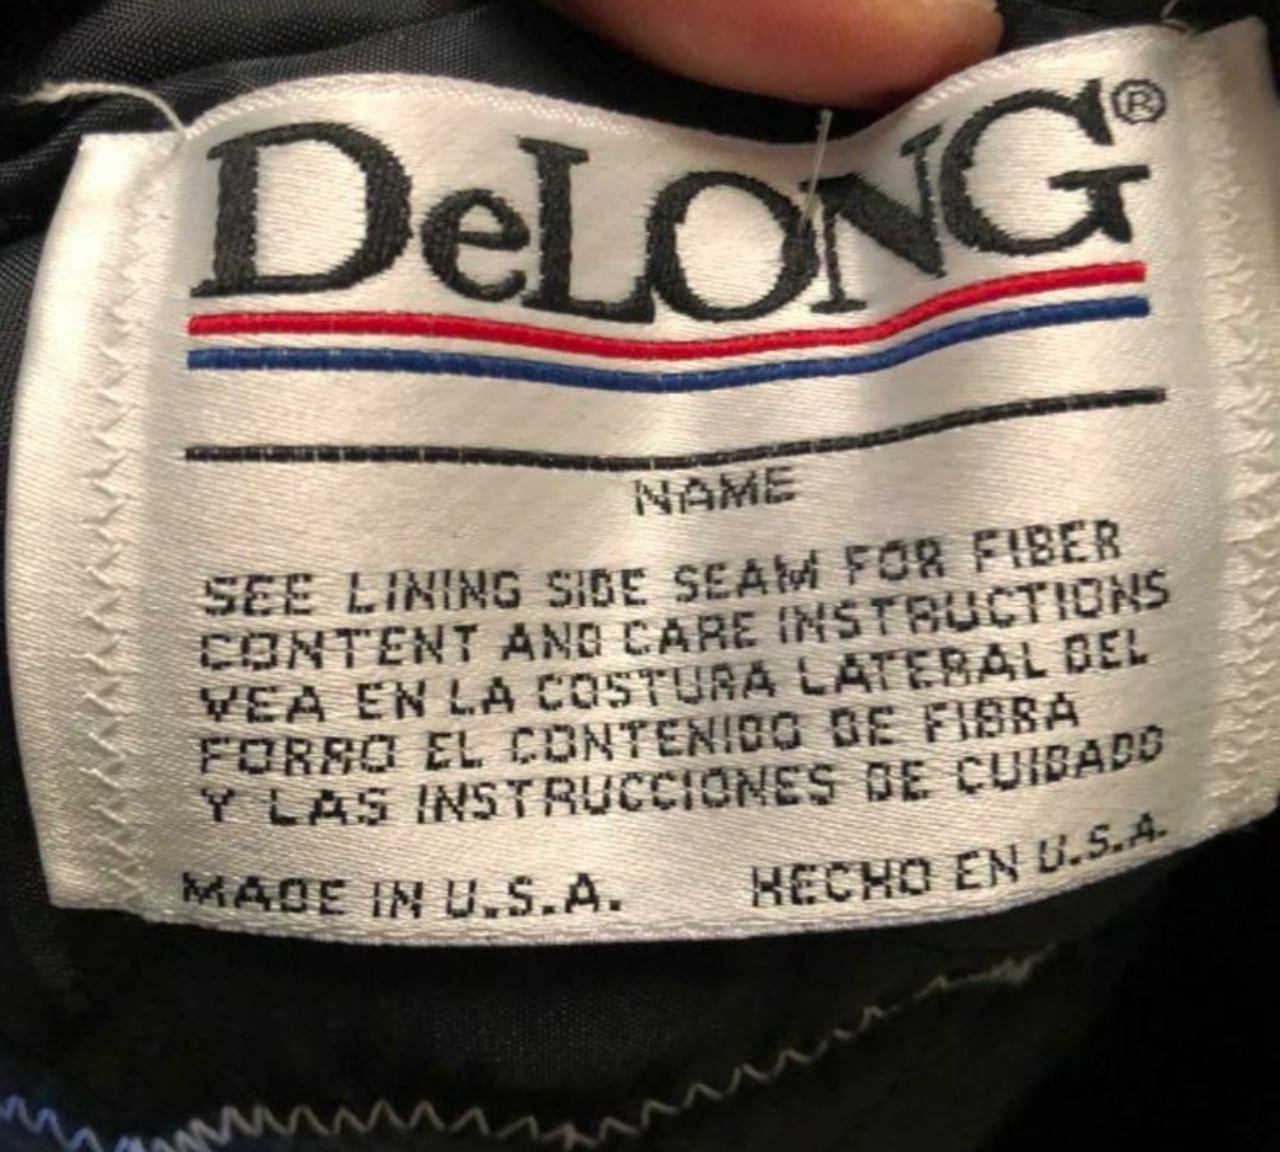 DeLONG®
NAME
SEE LINING SIDE SEAM FOR FIBER
CONTENT AND CARE INSTRUCTIONS
VEA EN LA COSTURA LATERAL DEL
FORRO EL CONTENIDO DE FIBRA
Y LAS INSTRUCCIONES DE CUIDADO
MADE IN U.S.A. HECHO EN U.S.A.